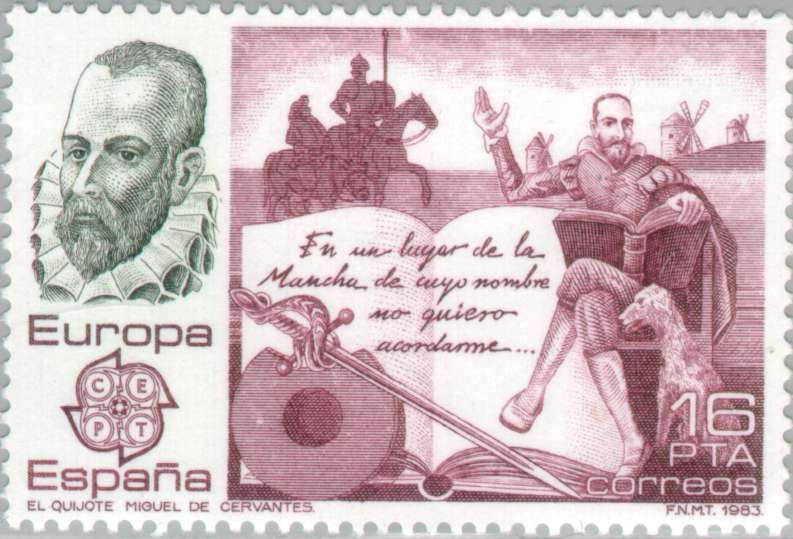 En un lugar de la
Mancha de cuyo nombre
no quiero
acordarme...
Europa
CEPT
España
16
PTA
correos
EL QUIJOTE MIGUEL DE CERVANTES.
F.N.M.T. 1983.